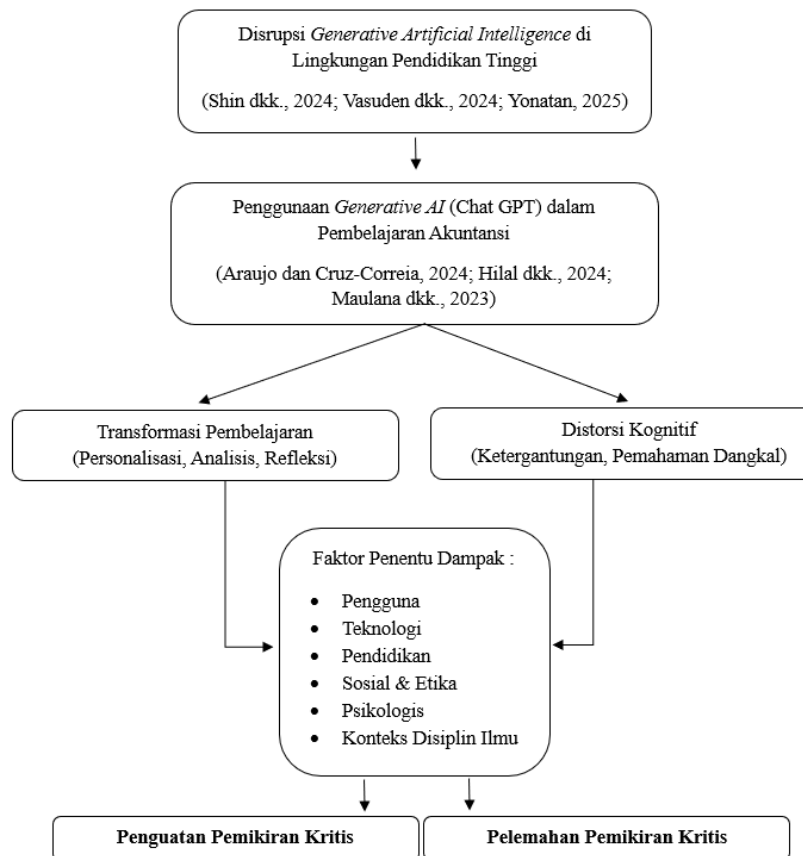 Disrupsi Generative Artificial Intelligence di
Lingkungan Pendidikan Tinggi
(Shin dkk., 2024; Vasuden dkk., 2024; Yonatan, 2025)
Penggunaan Generative AI (Chat GPT) dalam
Pembelajaran Akuntansi
(Araujo dan Cruz-Correia, 2024; Hilal dkk., 2024;
Maulana dkk., 2023)
Transformasi Pembelajaran
(Personalisasi, Analisis, Refleksi)
Distorsi Kognitif
(Ketergantungan, Pemahaman Dangkal)
Faktor Penentu Dampak :
• Pengguna
• Teknologi
• Pendidikan
• Sosial & Etika
• Psikologis
• Konteks Disiplin Ilmu
Penguatan Pemikiran Kritis
Pelemahan Pemikiran Kritis